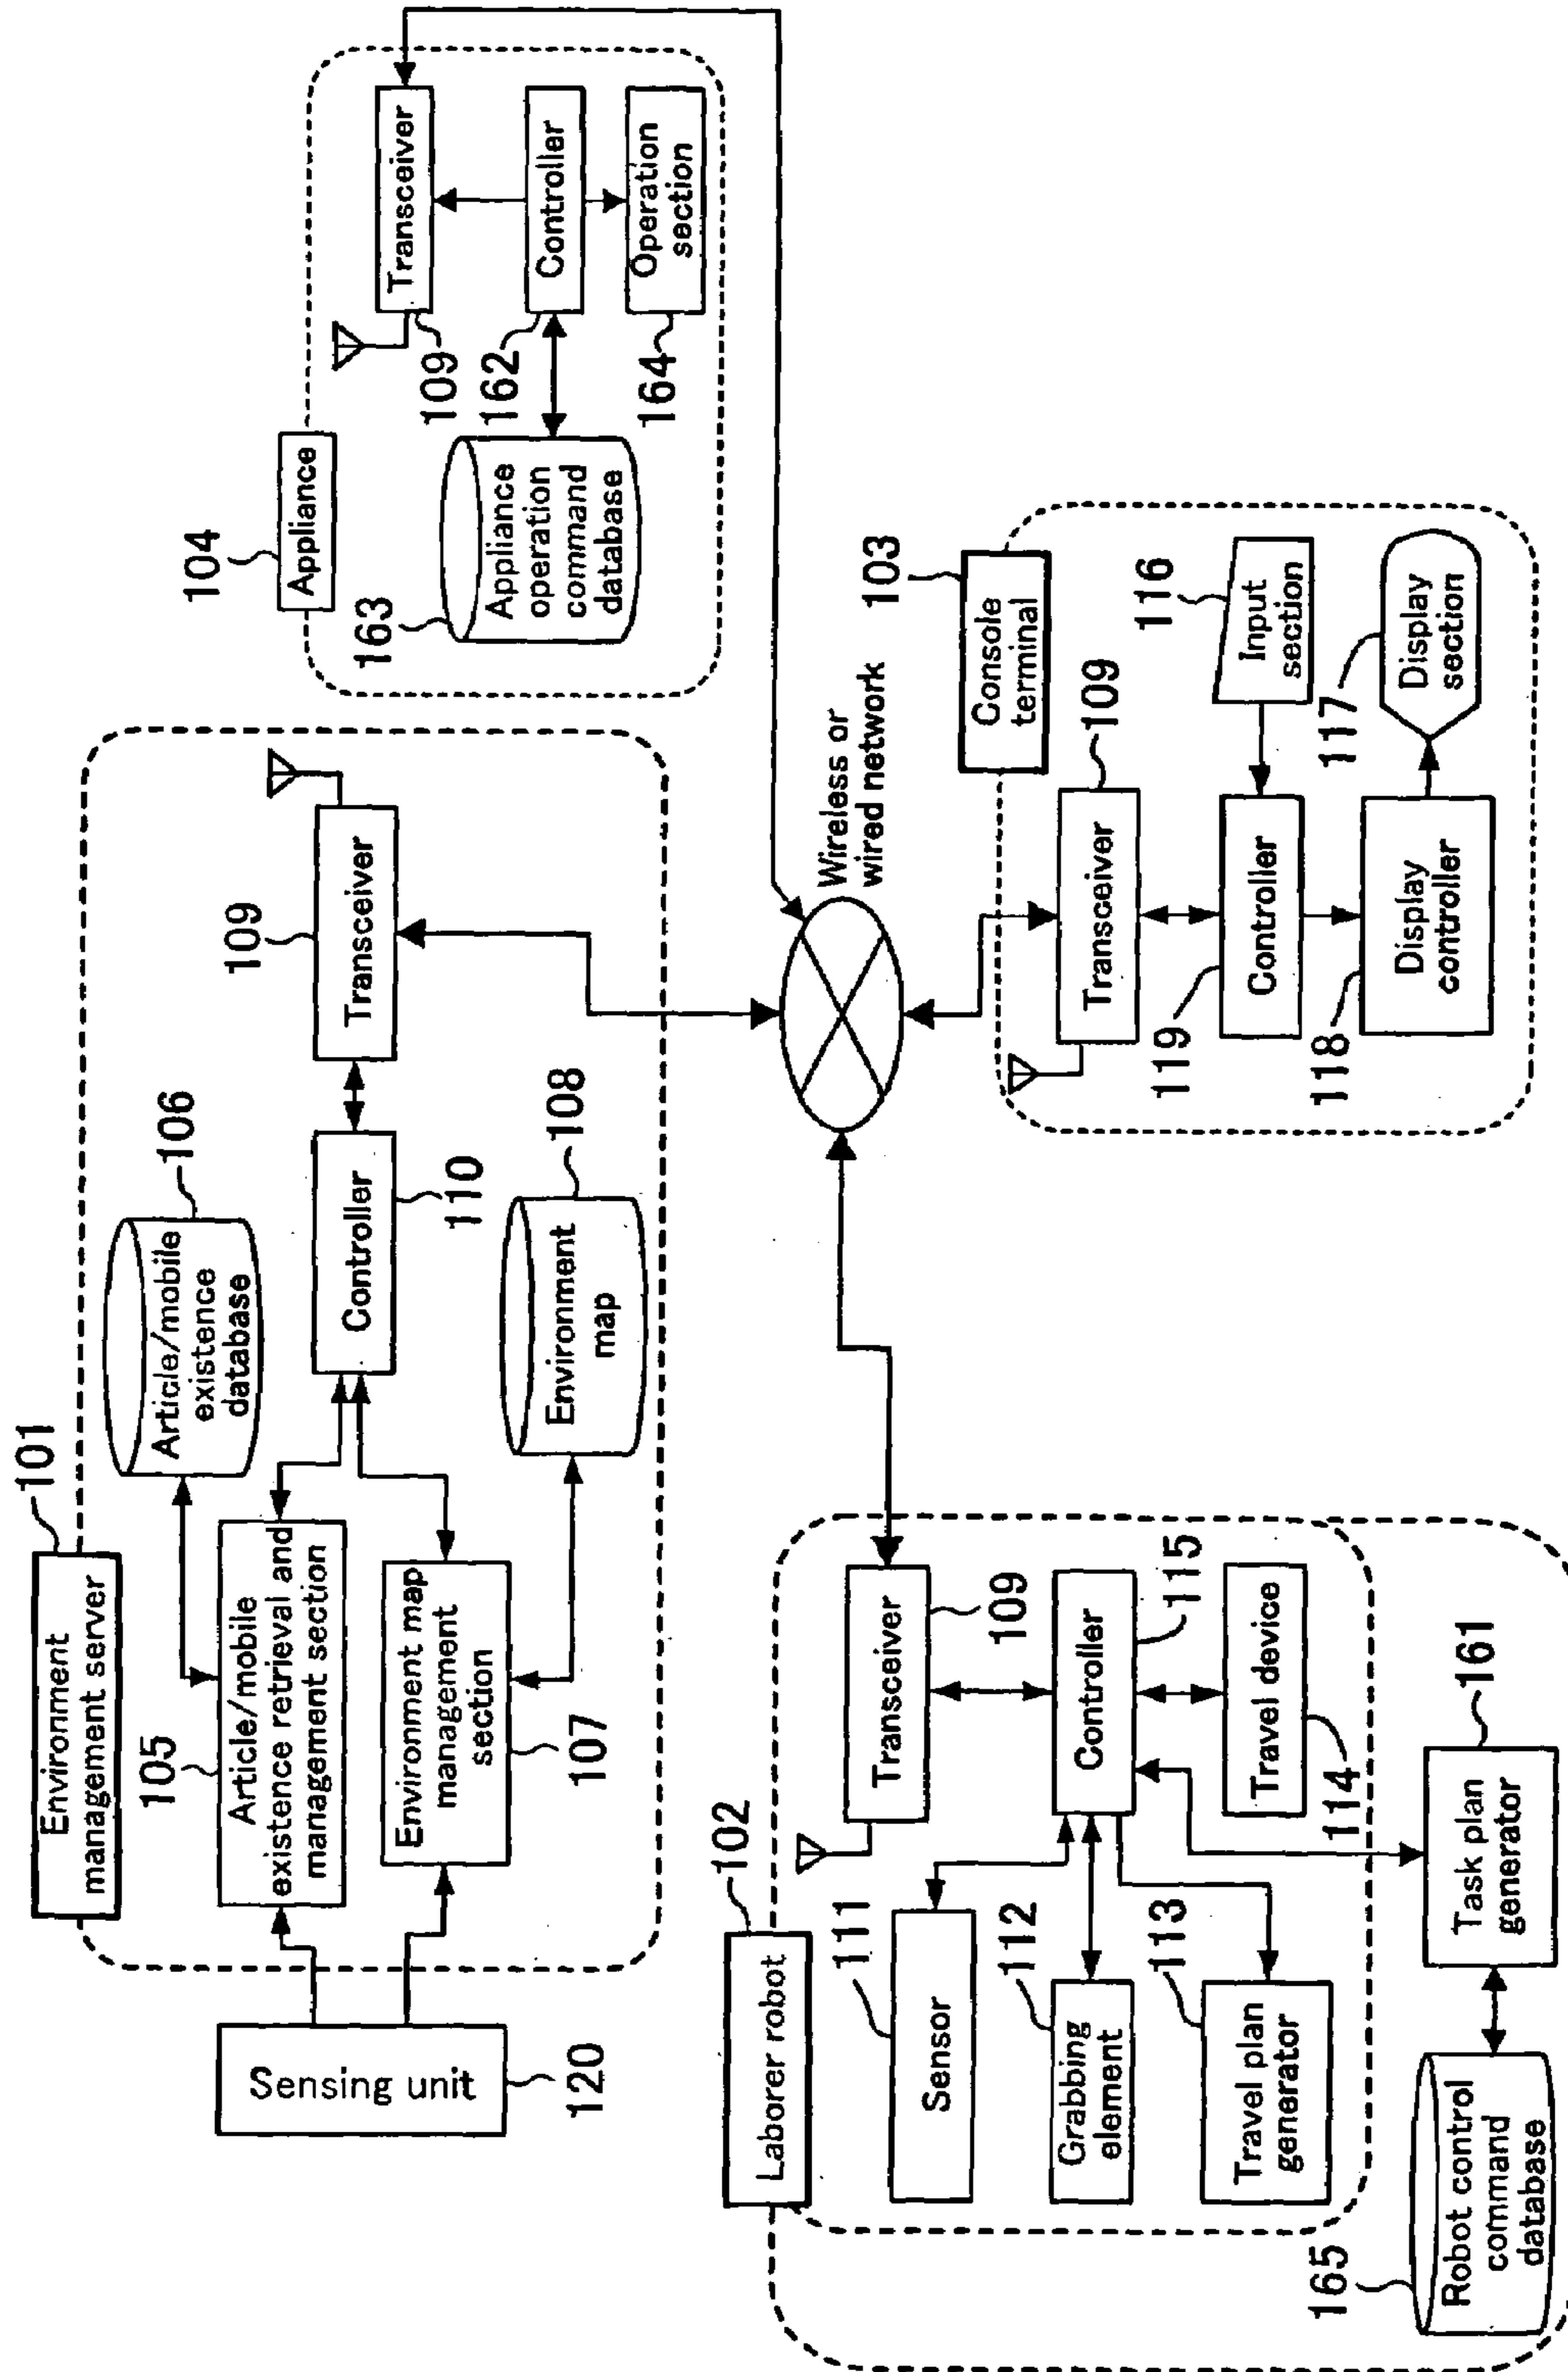 101
Environment
management server
105
Article/mobile
existence retrieval and
management section
106
Article/mobile
existence
database
Environment map
management
section
107
Controller
110
108
Environment
map
109
Transceiver
Sensing unit
120
104
Appliance
Transceiver
109
Controller
162
Operation
section
164
163
Appliance
operation
command
database
Wireless or
wired network
102
Laborer robot
Transceiver
109
111
Sensor
Controller
115
112
Grabbing
element
113
Travel plan
generator
Travel device
114
Task plan
generator
161
165
Robot control
command
database
103
Console
terminal
109
Transceiver
116
Input
section
119
Controller
117
Display
section
118
Display
controller